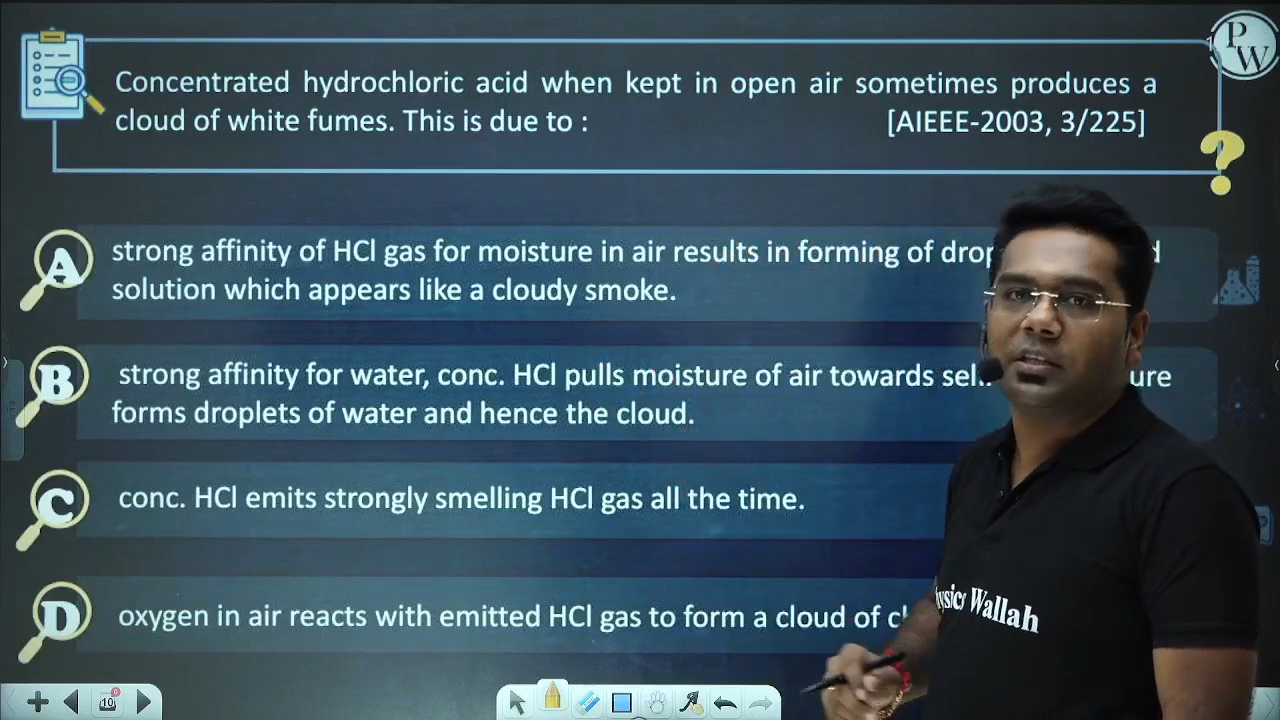 Concentrated hydrochloric acid when kept in open air sometimes produces a
cloud of white fumes. This is due to : [AIEEE-2003, 3/225]
PW
A strong affinity of HCl gas for moisture in air results in forming of
solution which appears like a cloudy smoke.
B strong affinity for water, conc. HCl pulls moisture of air towards
forms droplets of water and hence the cloud.
C conc. HCl emits strongly smelling HCl gas all the time.
D oxygen in air reacts with emitted HCl gas to form a cloud of
Wallah
10